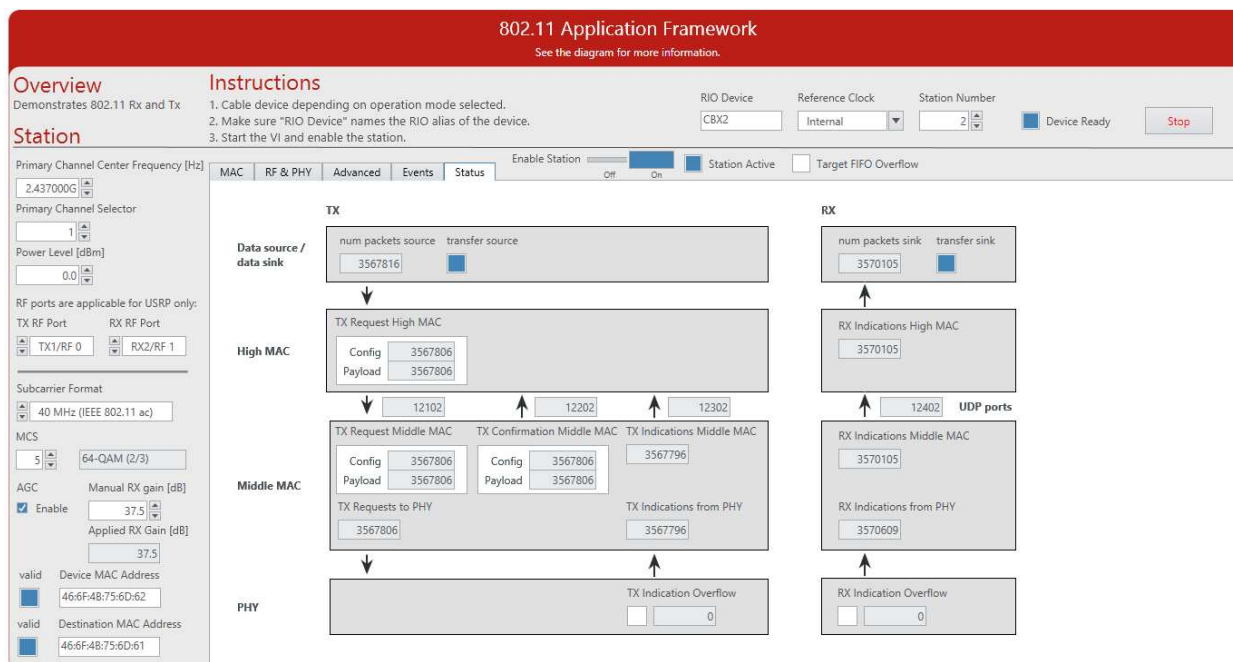 802.11 Application Framework
See the diagram for more information.
Overview
Demonstrates 802.11 Rx and Tx
Instructions
1. Cable device depending on operation mode selected.
2. Make sure "RIO Device" names the RIO alias of the device.
3. Start the VI and enable the station.
RIO Device
CBX2
Reference Clock
Internal
Station Number
2
Device Ready
Stop
Station
Primary Channel Center Frequency [Hz]
2.437000G
Primary Channel Selector
1
Power Level [dBm]
0.0
RF ports are applicable for USRP only:
TX RF Port
RX RF Port
TX1/RF 0
RX2/RF 1
Subcarrier Format
40 MHz (IEEE 802.11 ac)
MCS
5
64-QAM (2/3)
AGC
Manual RX gain [dB]
Enable
37.5
Applied RX Gain [dB]
37.5
valid
Device MAC Address
46:6F:4B:75:6D:62
valid
Destination MAC Address
46:6F:4B:75:6D:61
MAC
RF & PHY
Advanced
Events
Status
Enable Station
Off
On
Station Active
Target FIFO Overflow
TX
RX
Data source /
data sink
num packets source
transfer source
3567816
num packets sink
transfer sink
3570105
High MAC
TX Request High MAC
Config 3567806
Payload 3567806
RX Indications High MAC
3570105
12102
12202
12302
12402
UDP ports
Middle MAC
TX Request Middle MAC
Config 3567806
Payload 3567806
TX Confirmation Middle MAC
Config 3567806
Payload 3567806
TX Indications Middle MAC
3567796
RX Indications Middle MAC
3570105
TX Requests to PHY
3567806
TX Indications from PHY
3567796
RX Indications from PHY
3570609
PHY
TX Indication Overflow
0
RX Indication Overflow
0